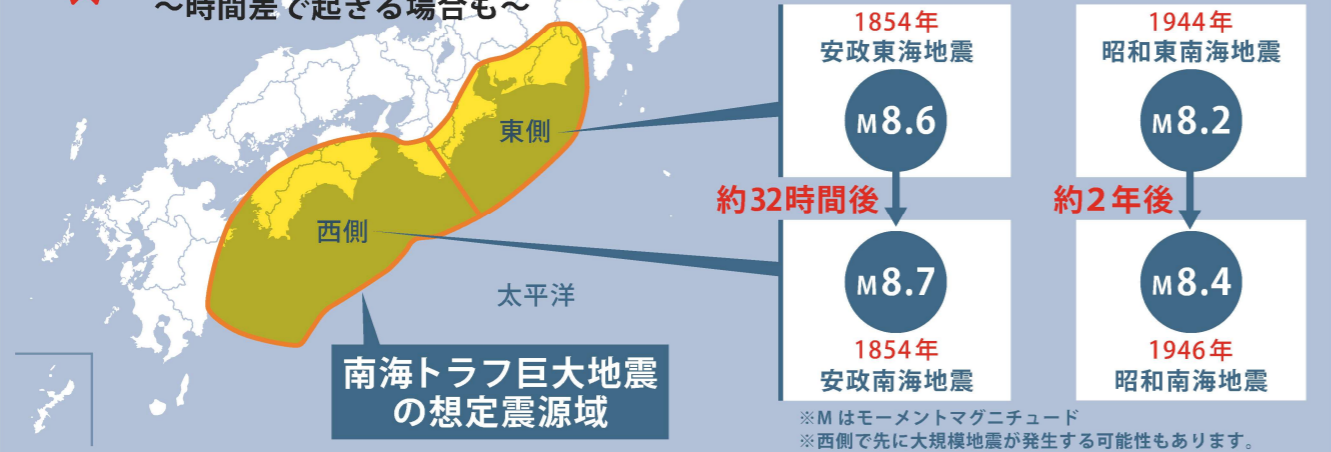 〜時間差で起きる場合も〜
1854年
安政東海地震
M8.6
約32時間後
M8.7
1854年
安政南海地震
1944年
昭和東南海地震
M8.2
約2年後
M8.4
1946年
昭和南海地震
東側
西側
太平洋
南海トラフ巨大地震
の想定震源域
※Mはモーメントマグニチュード
※西側で先に大規模地震が発生する可能性もあります。